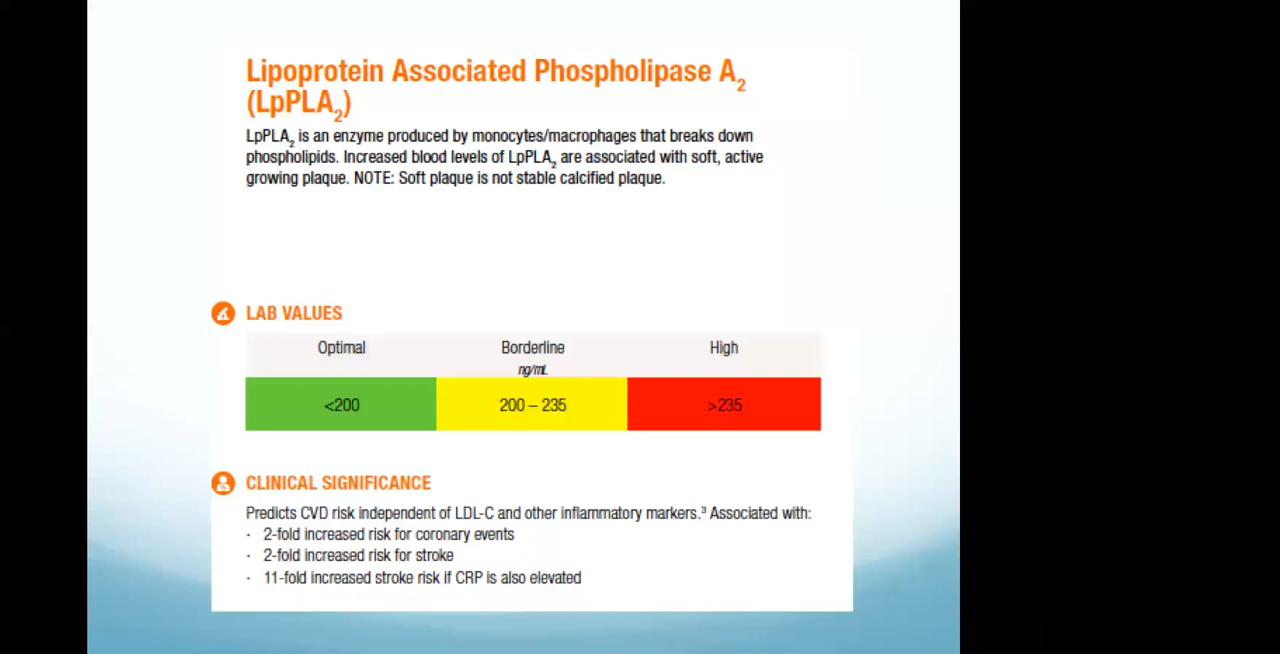 Lipoprotein Associated Phospholipase A₂
(LpPLA₂)
LpPLA₂ is an enzyme produced by monocytes/macrophages that breaks down
phospholipids. Increased blood levels of LpPLA₂ are associated with soft, active
growing plaque. NOTE: Soft plaque is not stable calcified plaque.
LAB VALUES
Optimal Borderline High
ng/mL
<200 200 – 235 >235
CLINICAL SIGNIFICANCE
Predicts CVD risk independent of LDL-C and other inflammatory markers.³ Associated with:
· 2-fold increased risk for coronary events
· 2-fold increased risk for stroke
· 11-fold increased stroke risk if CRP is also elevated